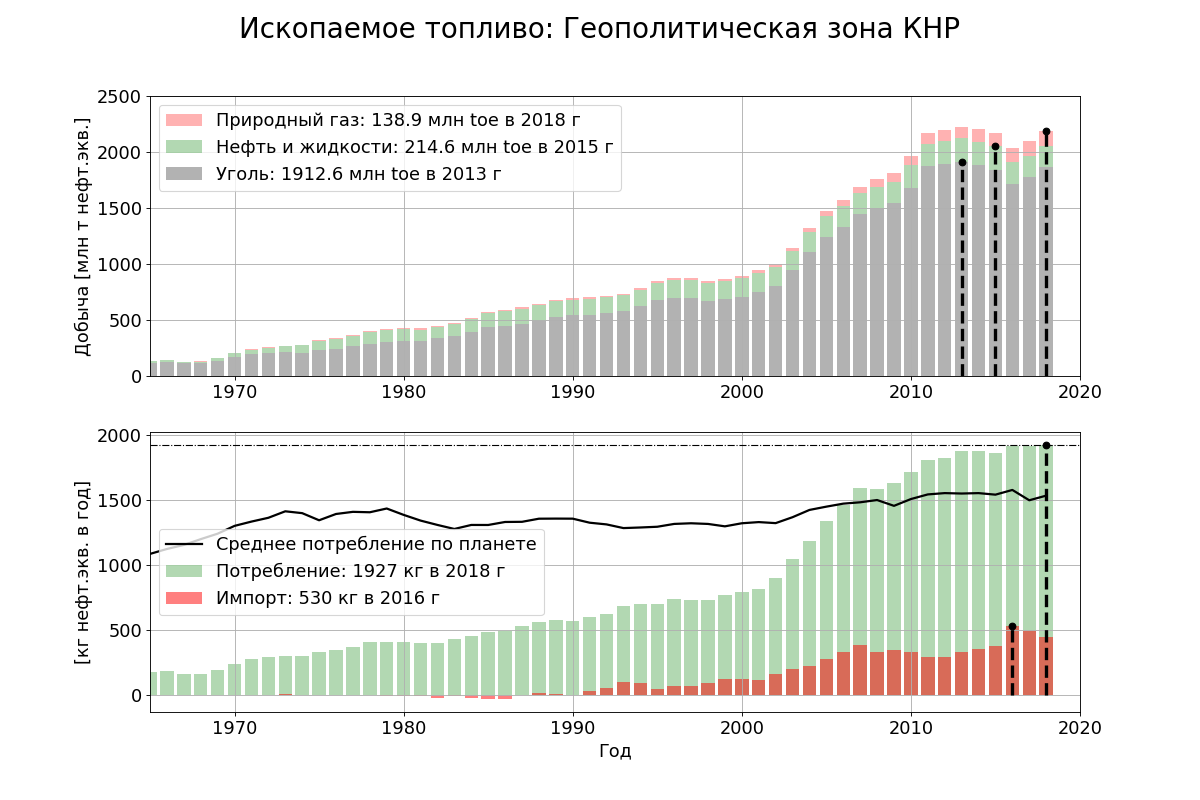 Ископаемое топливо: Геополитическая зона КНР
Добыча [млн т нефт.экв.]
2500
2000
1500
1000
500
0
Природный газ: 138.9 млн toe в 2018 г
Нефть и жидкости: 214.6 млн toe в 2015 г
Уголь: 1912.6 млн toe в 2013 г
1970 1980 1990 2000 2010 2020
[кг нефт.экв. в год]
2000
1500
1000
500
0
Среднее потребление по планете
Потребление: 1927 кг в 2018 г
Импорт: 530 кг в 2016 г
1970 1980 1990 2000 2010 2020
Год